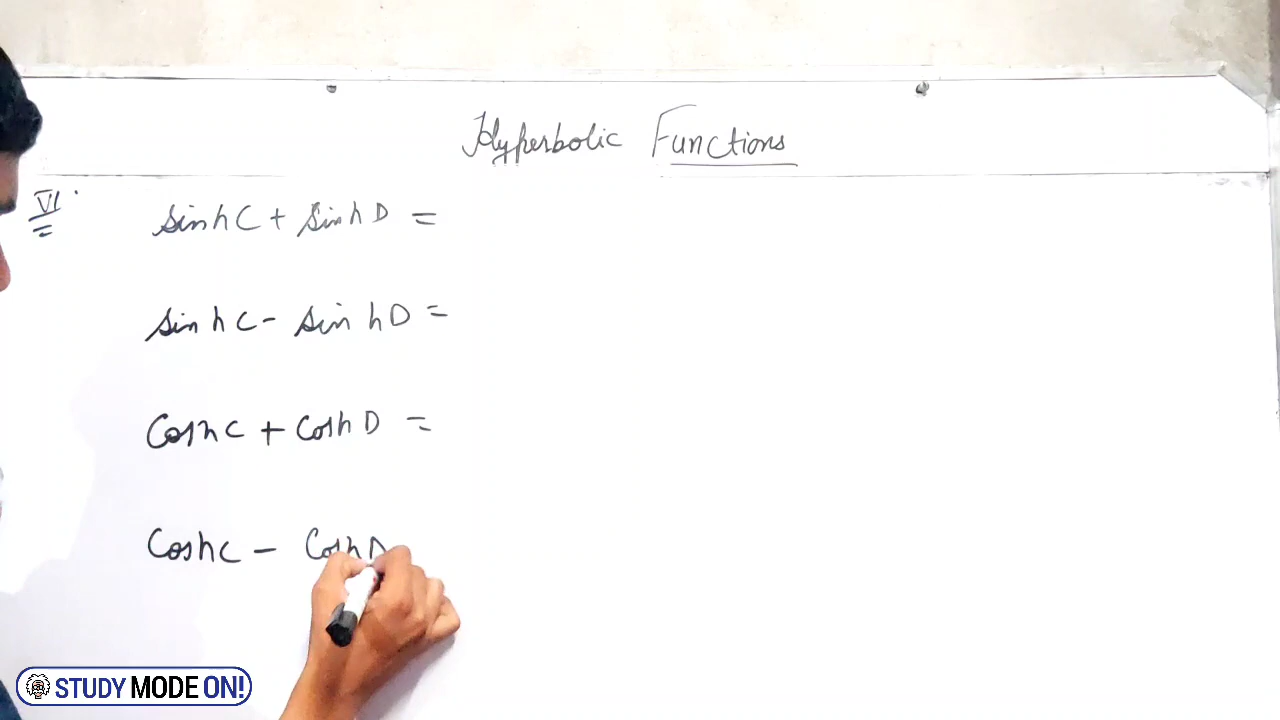 Hyperbolic Functions
VI.
sinh C + sinh D =
sinh C - sinh D =
Cosh C + Cosh D =
Cosh C - Cosh D
STUDY MODE ON!